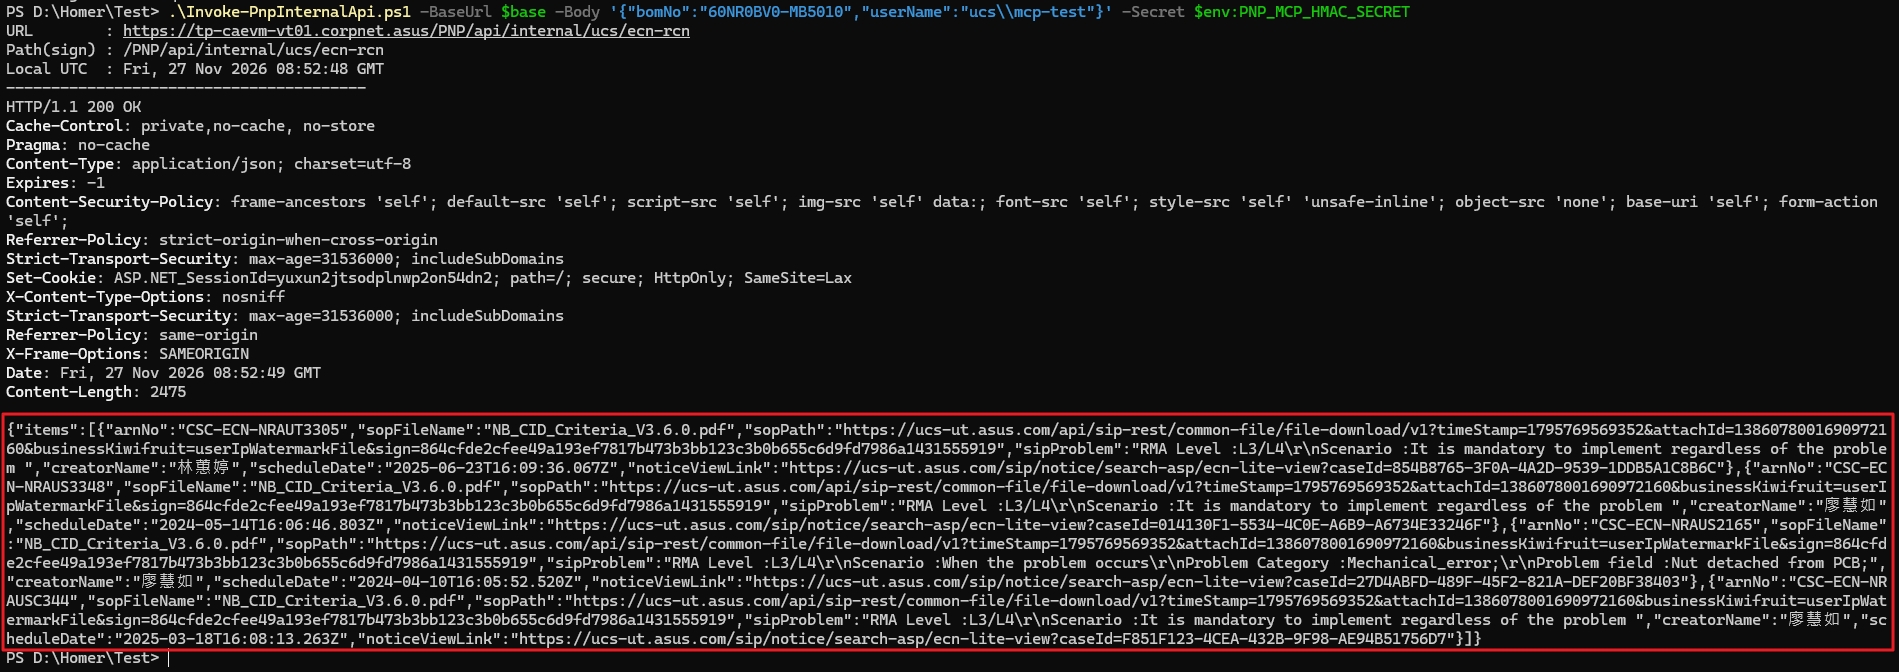 PS D:\Homer\Test> .\Invoke-PnpInternalApi.ps1 -BaseUrl $base -Body '{"bomNo":"60NR0BV0-MB5010","userName":"ucs\\mcp-test"}' -Secret $env:PNP_MCP_HMAC_SECRET
URL        : https://tp-caevm-vt01.corpnet.asus/PNP/api/internal/ucs/ecn-rcn
Path(sign) : /PNP/api/internal/ucs/ecn-rcn
Local UTC  : Fri, 27 Nov 2026 08:52:48 GMT
----------------------------------------
HTTP/1.1 200 OK
Cache-Control: private,no-cache, no-store
Pragma: no-cache
Content-Type: application/json; charset=utf-8
Expires: -1
Content-Security-Policy: frame-ancestors 'self'; default-src 'self'; script-src 'self'; img-src 'self' data:; font-src 'self'; style-src 'self' 'unsafe-inline'; object-src 'none'; base-uri 'self'; form-action
'self';
Referrer-Policy: strict-origin-when-cross-origin
Strict-Transport-Security: max-age=31536000; includeSubDomains
Set-Cookie: ASP.NET_SessionId=yuxun2jtsodplnwp2on54dn2; path=/; secure; HttpOnly; SameSite=Lax
X-Content-Type-Options: nosniff
Strict-Transport-Security: max-age=31536000; includeSubDomains
Referrer-Policy: same-origin
X-Frame-Options: SAMEORIGIN
Date: Fri, 27 Nov 2026 08:52:49 GMT
Content-Length: 2475
{"items":[{"arnNo":"CSC-ECN-NRAUT3305","sopFileName":"NB_CID_Criteria_V3.6.0.pdf","sopPath":"https://ucs-ut.asus.com/api/sip-rest/common-file/file-download/v1?timeStamp=1795769569352&attachId=13860780016909721
60&businessKiwifruit=userIpWatermarkFile&sign=864cfde2cfee49a193ef7817b473b3bb123c3b0b655c6d9fd7986a1431555919","sipProblem":"RMA Level :L3/L4\r\nScenario :It is mandatory to implement regardless of the proble
m ","creatorName":"林蕙婷","scheduleDate":"2025-06-23T16:09:36.067Z","noticeViewLink":"https://ucs-ut.asus.com/sip/notice/search-asp/ecn-lite-view?caseId=854B8765-3F0A-4A2D-9539-1DDB5A1C8B6C"},{"arnNo":"CSC-EC
N-NRAUS3348","sopFileName":"NB_CID_Criteria_V3.6.0.pdf","sopPath":"https://ucs-ut.asus.com/api/sip-rest/common-file/file-download/v1?timeStamp=1795769569352&attachId=1386078001690972160&businessKiwifruit=userI
pWatermarkFile&sign=864cfde2cfee49a193ef7817b473b3bb123c3b0b655c6d9fd7986a1431555919","sipProblem":"RMA Level :L3/L4\r\nScenario :It is mandatory to implement regardless of the problem ","creatorName":"廖慧如"
,"scheduleDate":"2024-05-14T16:06:46.803Z","noticeViewLink":"https://ucs-ut.asus.com/sip/notice/search-asp/ecn-lite-view?caseId=014130F1-5534-4C0E-A6B9-A6734E33246F"},{"arnNo":"CSC-ECN-NRAUS2165","sopFileName"
:"NB_CID_Criteria_V3.6.0.pdf","sopPath":"https://ucs-ut.asus.com/api/sip-rest/common-file/file-download/v1?timeStamp=1795769569352&attachId=1386078001690972160&businessKiwifruit=userIpWatermarkFile&sign=864cfd
e2cfee49a193ef7817b473b3bb123c3b0b655c6d9fd7986a1431555919","sipProblem":"RMA Level :L3/L4\r\nScenario :When the problem occurs\r\nProblem Category :Mechanical_error;\r\nProblem field :Nut detached from PCB;",
"creatorName":"廖慧如","scheduleDate":"2024-04-10T16:05:52.520Z","noticeViewLink":"https://ucs-ut.asus.com/sip/notice/search-asp/ecn-lite-view?caseId=27D4ABFD-489F-45F2-821A-DEF20BF38403"},{"arnNo":"CSC-ECN-NR
AUSC344","sopFileName":"NB_CID_Criteria_V3.6.0.pdf","sopPath":"https://ucs-ut.asus.com/api/sip-rest/common-file/file-download/v1?timeStamp=1795769569352&attachId=1386078001690972160&businessKiwifruit=userIpWat
ermarkFile&sign=864cfde2cfee49a193ef7817b473b3bb123c3b0b655c6d9fd7986a1431555919","sipProblem":"RMA Level :L3/L4\r\nScenario :It is mandatory to implement regardless of the problem ","creatorName":"廖慧如","sc
heduleDate":"2025-03-18T16:08:13.263Z","noticeViewLink":"https://ucs-ut.asus.com/sip/notice/search-asp/ecn-lite-view?caseId=F851F123-4CEA-432B-9F98-AE94B51756D7"}]}
PS D:\Homer\Test>